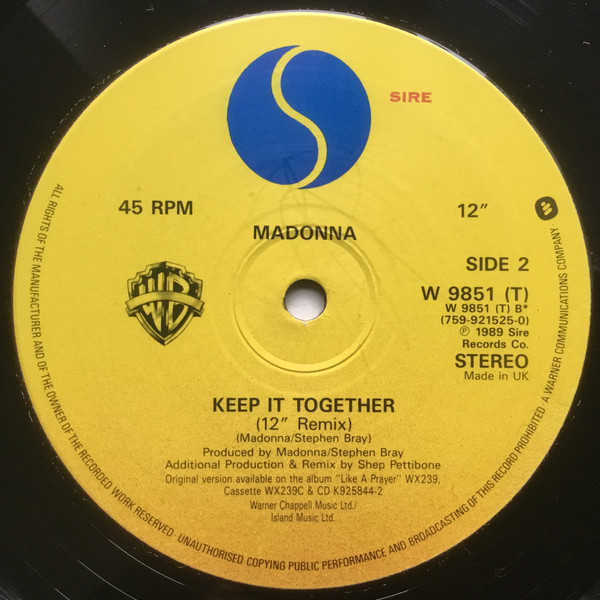 SIRE
45 RPM
12"
MADONNA
SIDE 2
W 9851 (T)
W 9851 (T) B*
(759-921525-0)
℗ 1989 Sire
Records Co.
STEREO
Made in UK
WB
KEEP IT TOGETHER
(12" Remix)
(Madonna/Stephen Bray)
Produced by Madonna/Stephen Bray
Additional Production & Remix by Shep Pettibone
Original version available on the album "Like A Prayer" WX239,
Cassette WX239C & CD K925844-2
Warner Chappell Music Ltd./
Island Music Ltd.
ALL RIGHTS OF THE MANUFACTURER AND OF THE OWNER OF THE RECORDED WORK RESERVED. UNAUTHORISED COPYING PUBLIC PERFORMANCE AND BROADCASTING OF THIS RECORD PROHIBITED. A WARNER COMMUNICATIONS COMPANY